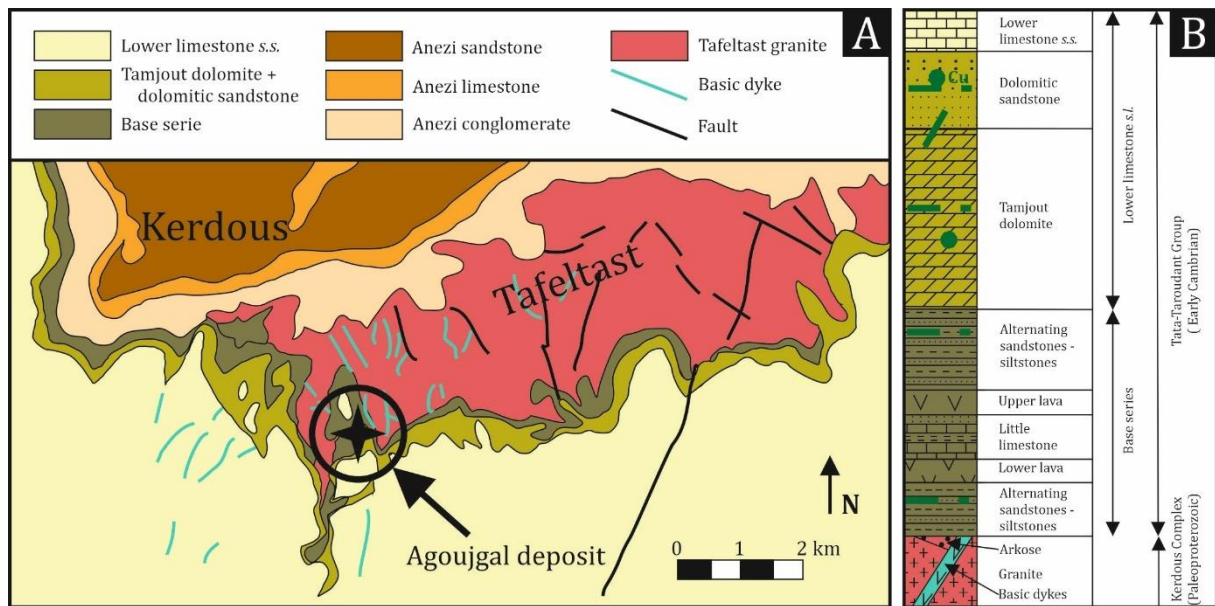 Lower limestone s.s.
Tamjout dolomite +
dolomitic sandstone
Base serie
Anezi sandstone
Anezi limestone
Anezi conglomerate
Tafeltast granite
Basic dyke
Fault
A
Kerdous
Tafeltast
Agoujgal deposit
N
0 1 2 km
B
Lower
limestone s.s.
Cu
Dolomitic
sandstone
Tamjout
dolomite
Alternating
sandstones -
siltstones
Upper lava
Little
limestone
Lower lava
Alternating
sandstones -
siltstones
Arkose
Granite
Basic dykes
Lower limestone s.l.
Base series
Tata-Taroudant Group
( Early Cambrian)
Kerdous Complex
(Paleoproterozoic)